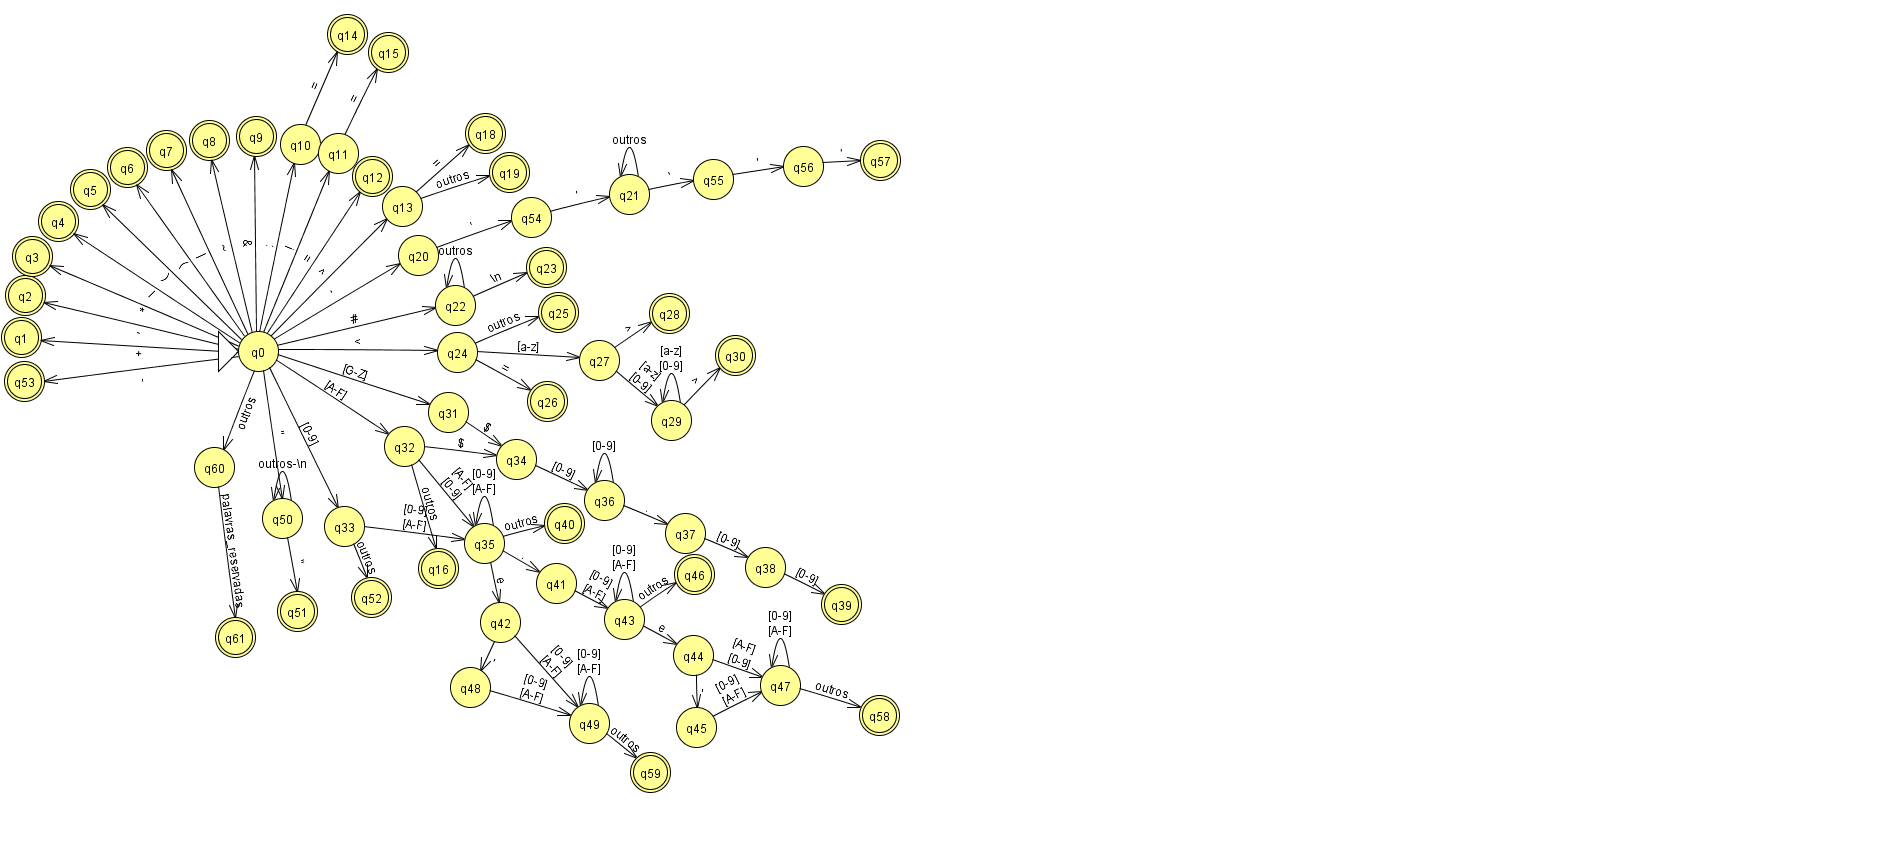 q14
q15
=
=
q9
q8
q10
q18
q7
q11
outros
q6
q12
=
q19
outros
q5
q13
q21
'
q55
'
q56
'
q57
q4
q54
'
q20
'
outros
q3
&
:
|
=
q22
\n
q23
q2
*
#
q24
outros
q25
q28
q1
+
-
q0
<
[a-z]
q27
q30
q53
=
q26
[a-z]
[0-9]
[a-z]
[0-9]
q29
[G-Z]
[A-F]
q31
$
outros
[0-9]
"
q32
$
q34
[0-9]
[0-9]
q36
q60
outros-\n
q50
[A-F]
[0-9]
[0-9]
[A-F]
q33
[0-9]
[A-F]
outros
q35
outros
q40
.
q37
[0-9]
q38
[0-9]
q39
palavras_reservadas
outros
q52
q16
.
q41
[0-9]
[A-F]
[0-9]
[A-F]
q43
outros
q46
"
q51
q61
e
q42
e
q44
[A-F]
[0-9]
[0-9]
[A-F]
q47
-
[0-9]
[A-F]
[0-9]
[A-F]
q48
[0-9]
[A-F]
-
[0-9]
[A-F]
q45
outros
q58
q49
outros
q59